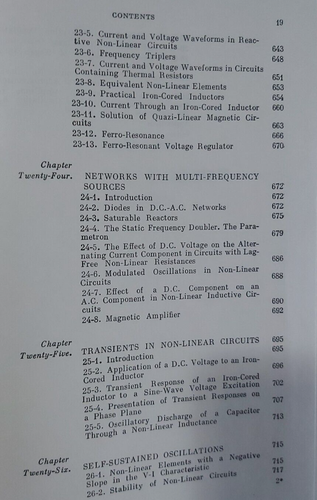 CONTENTS 19
23-5. Current and Voltage Waveforms in Reac-
tive Non-Linear Circuits 643
23-6. Frequency Triplers 648
23-7. Current and Voltage Waveforms in Circuits
Containing Thermal Resistors 651
23-8. Equivalent Non-Linear Elements 653
23-9. Practical Iron-Cored Inductors 654
23-10. Current Through an Iron-Cored Inductor 660
23-11. Solution of Quazi-Linear Magnetic Cir-
cuits 663
23-12. Ferro-Resonance 666
23-13. Ferro-Resonant Voltage Regulator 670
Chapter
Twenty-Four. NETWORKS WITH MULTI-FREQUENCY
SOURCES 672
24-1. Introduction 672
24-2. Diodes in D.C.-A.C. Networks 672
24-3. Saturable Reactors 675
24-4. The Static Frequency Doubler. The Para-
metron 679
24-5. The Effect of D.C. Voltage on the Alter-
nating Current Component in Circuits with Lag-
Free Non-Linear Resistances 686
24-6. Modulated Oscillations in Non-Linear
Circuits 688
24-7. Effect of a D.C. Component on an
A.C. Component in Non-Linear Inductive Cir-
cuits 690
24-8. Magnetic Amplifier 692
Chapter
Twenty-Five. TRANSIENTS IN NON-LINEAR CIRCUITS 695
25-1. Introduction 695
25-2. Application of a D.C. Voltage to an Iron-
Cored Inductor 696
25-3. Transient Response of an Iron-Cored
Inductor to a Sine-Wave Voltage Excitation 702
25-4. Presentation of Transient Responses on
a Phase Plane 707
25-5. Oscillatory Discharge of a Capacitor
Through a Non-Linear Inductance 713
Chapter
Twenty-Six. SELF-SUSTAINED OSCILLATIONS 715
26-1. Non-Linear Elements with a Negative
Slope in the V-I Characteristic 715
26-2. Stability of Non-Linear Circuits 717
2*